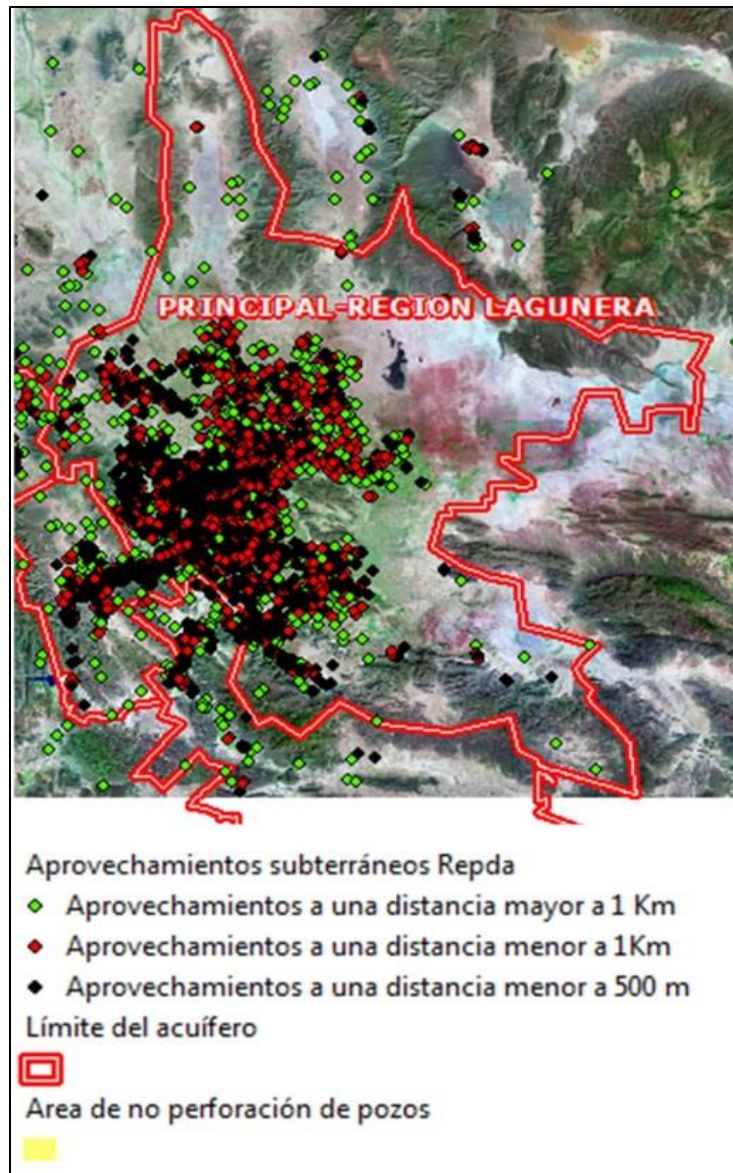 PRINCIPAL-REGION LAGUNERA
Aprovechamientos subterráneos Repda
Aprovechamientos a una distancia mayor a 1 Km
Aprovechamientos a una distancia menor a 1Km
Aprovechamientos a una distancia menor a 500 m
Límite del acuífero
Area de no perforación de pozos